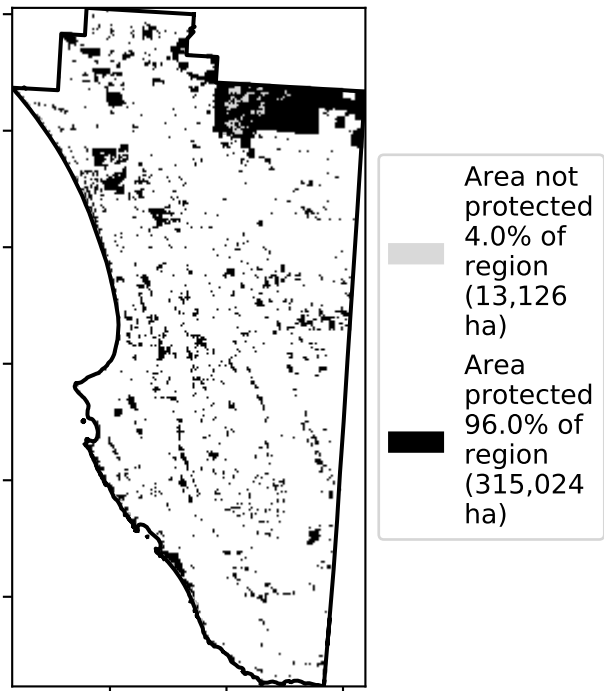 Area not
protected
4.0% of
region
(13,126
ha)
Area
protected
96.0% of
region
(315,024
ha)